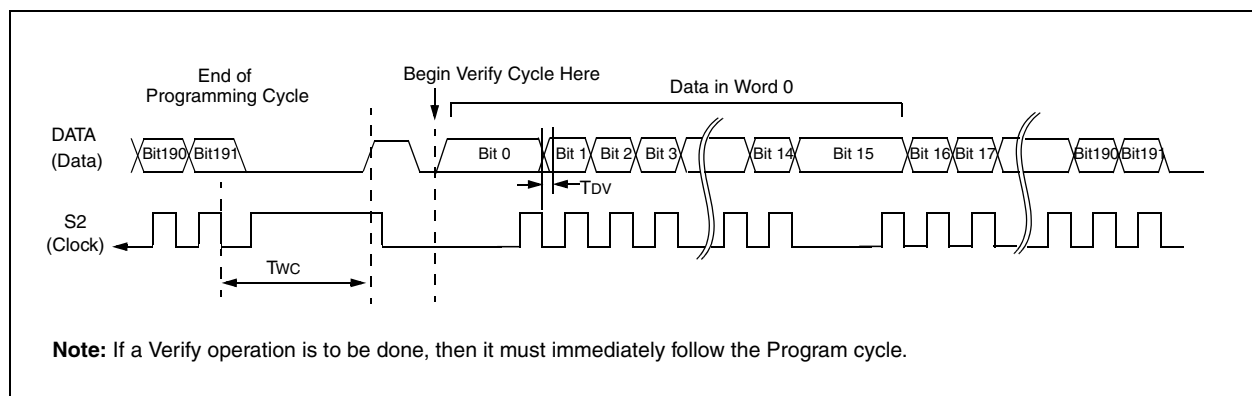 End of
Programming Cycle
Begin Verify Cycle Here
Data in Word 0
DATA
(Data)
Bit190 Bit191 Bit 0 Bit 1 Bit 2 Bit 3 Bit 14 Bit 15 Bit 16 Bit 17 Bit190 Bit191
TDV
S2
(Clock)
TWC
Note: If a Verify operation is to be done, then it must immediately follow the Program cycle.